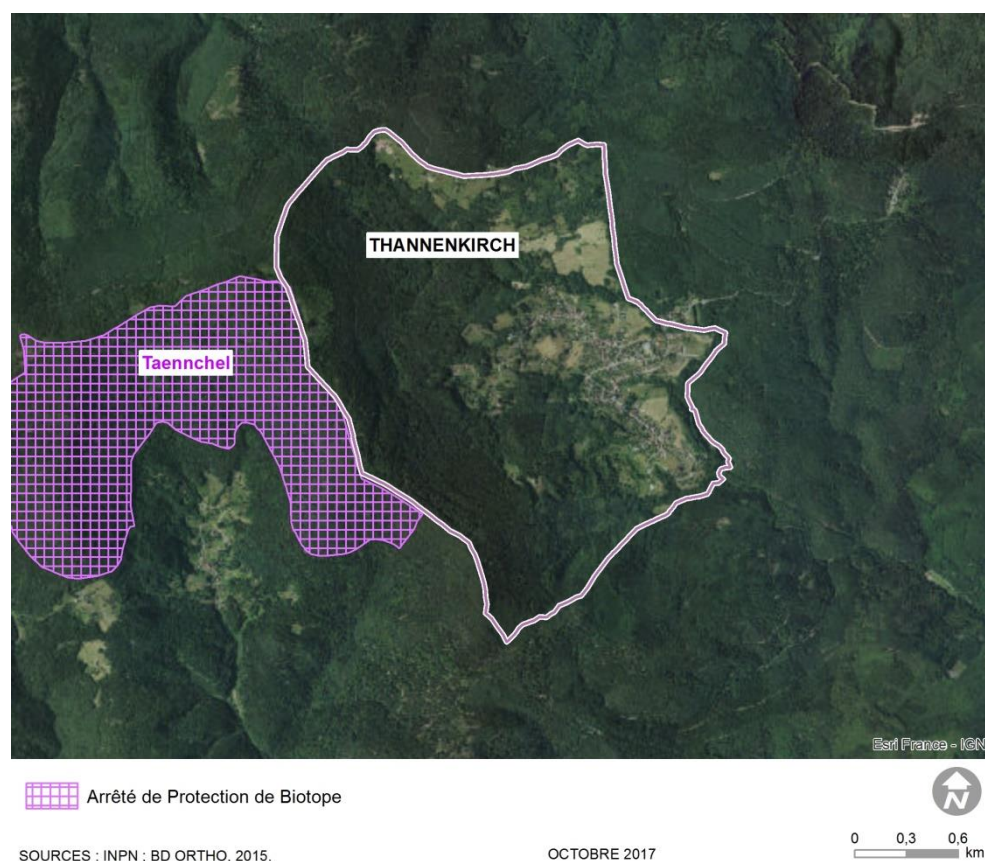 THANNENKIRCH
Taennchel
Esri France - IGN
Arrêté de Protection de Biotope
N
0 0,3 0,6
km
SOURCES : INPN ; BD ORTHO, 2015.
OCTOBRE 2017